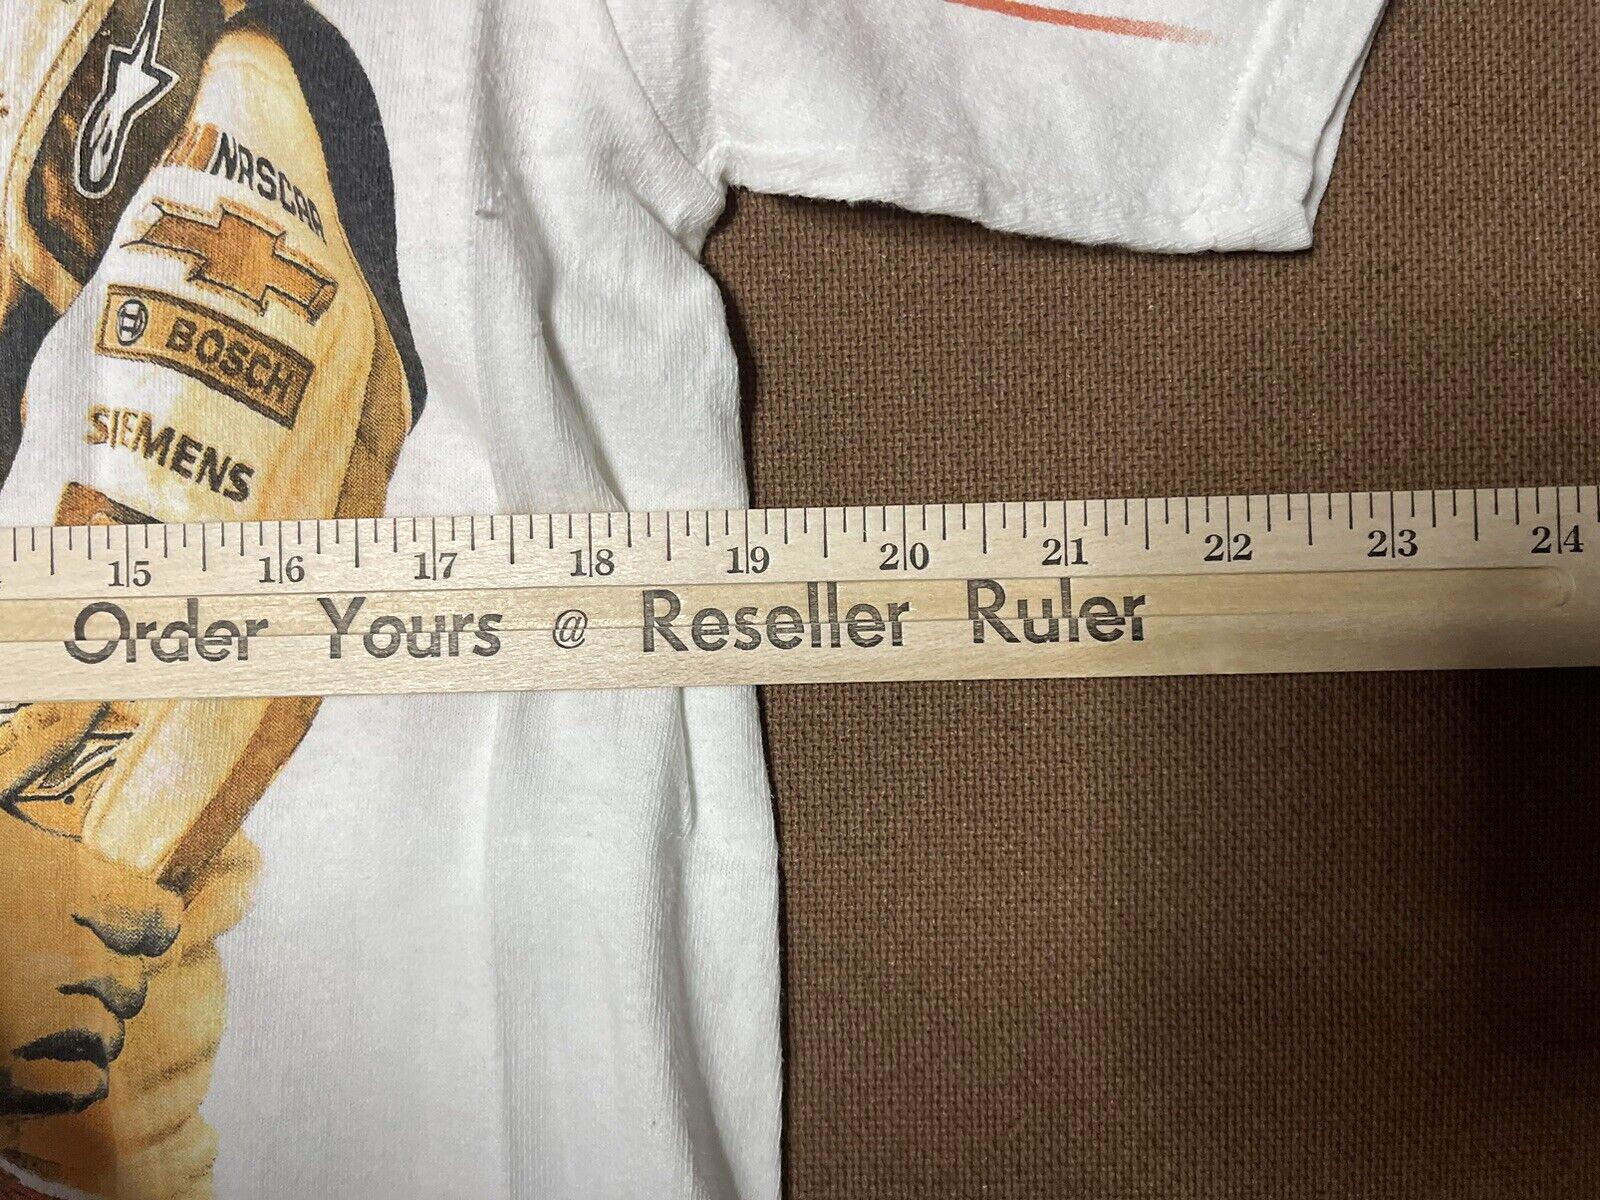 NASCAR
BOSCH
SIEMENS
15 16 17 18 19 20 21 22 23 24
Order Yours @ Reseller Ruler